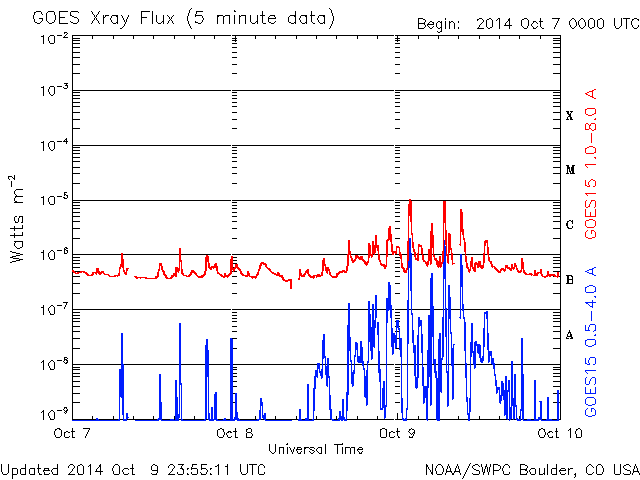 GOES Xray Flux (5 minute data)
Begin: 2014 Oct 7 0000 UTC
10⁻²
10⁻³
10⁻⁴
10⁻⁵
10⁻⁶
10⁻⁷
10⁻⁸
10⁻⁹
Watts m⁻²
X
M
C
B
A
GOES15 1.0-8.0 A
GOES15 0.5-4.0 A
Oct 7
Oct 8
Oct 9
Oct 10
Universal Time
Updated 2014 Oct 9 23:55:11 UTC
NOAA/SWPC Boulder, CO USA